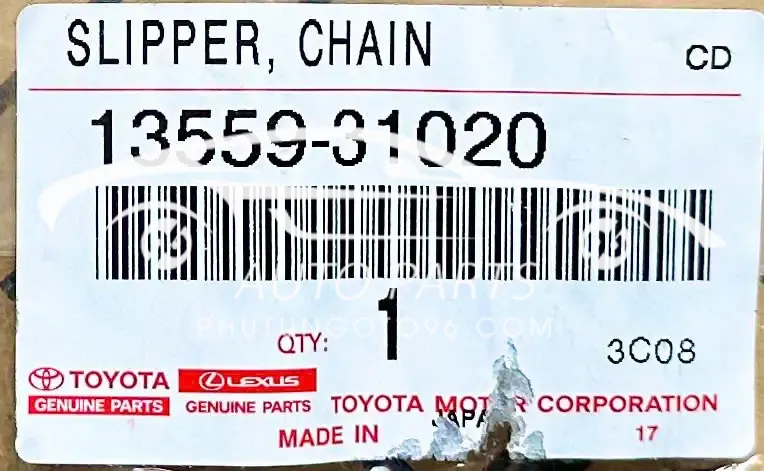 SLIPPER, CHAIN CD
13559-31020
AUTO PARTS
PHUTUNGOTO96.COM
QTY: 1 3C08
TOYOTA LEXUS
GENUINE PARTS GENUINE PARTS TOYOTA MOTOR CORPORATION
MADE IN JAPAN 17